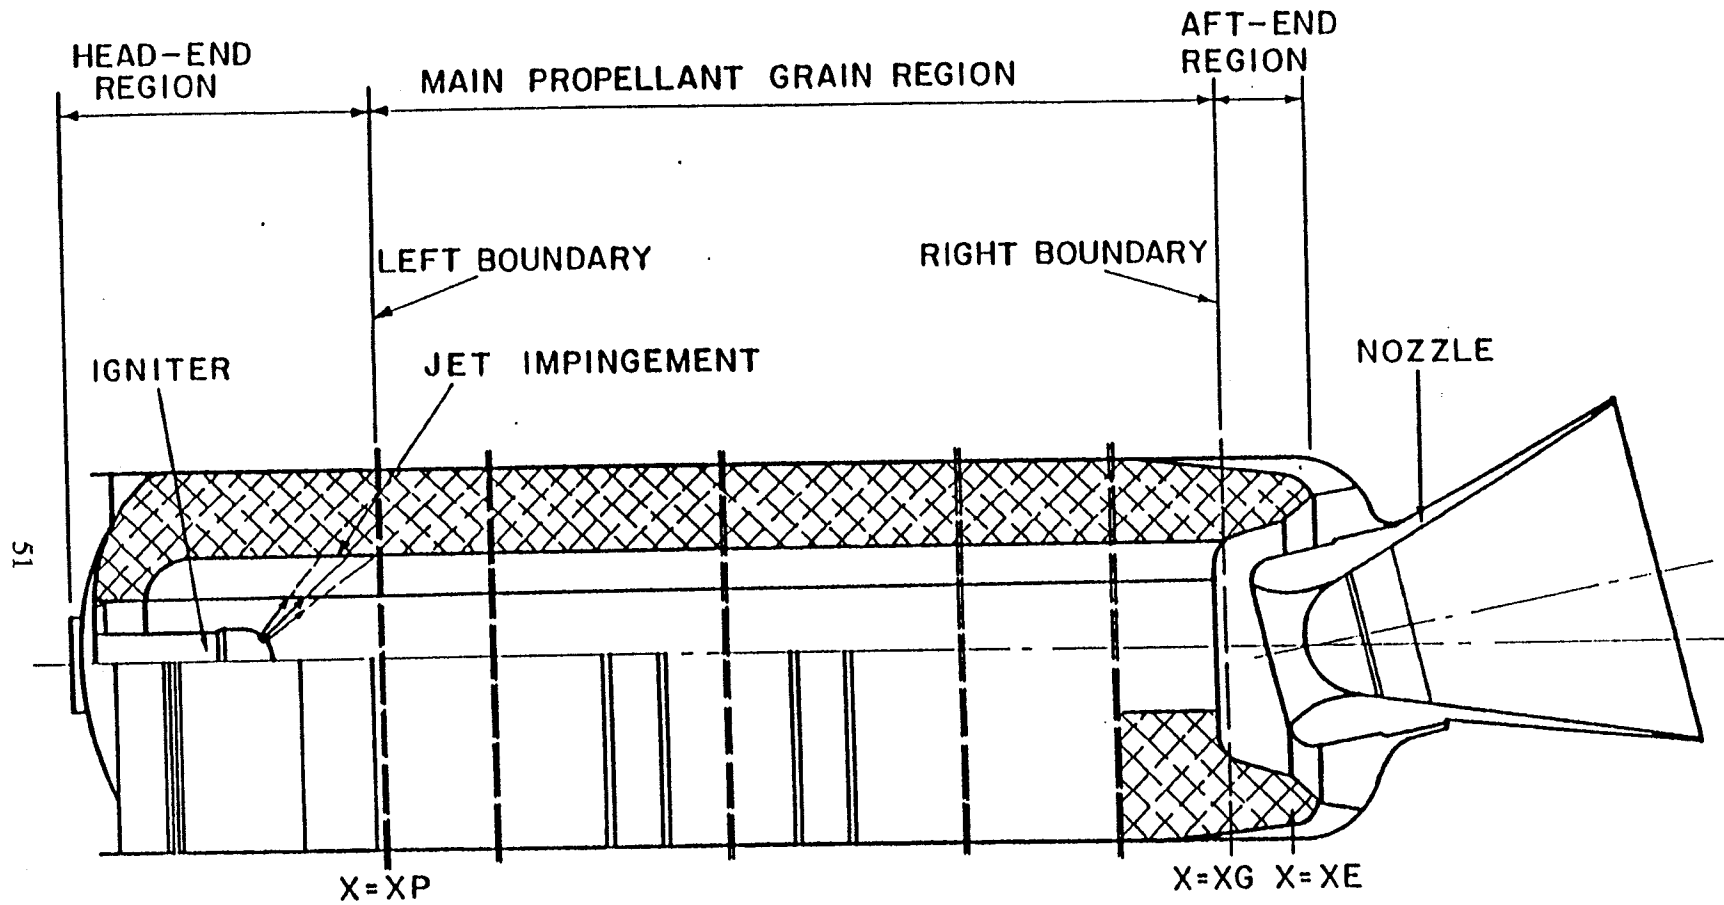 HEAD-END
REGION
MAIN PROPELLANT GRAIN REGION
AFT-END
REGION
LEFT BOUNDARY
RIGHT BOUNDARY
IGNITER
JET IMPINGEMENT
NOZZLE
51
X=XP
X=XG X=XE